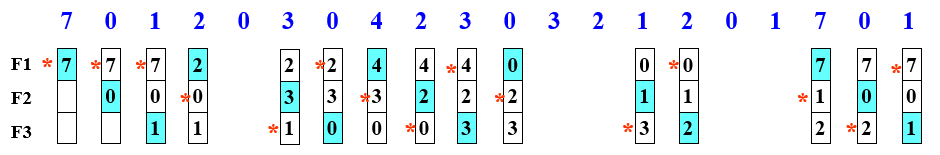 7 0 1 2 0 3 0 4 2 3 0 3 2 1 2 0 1 7 0 1
F1 *7 *7 *7 2 2 *2 4 4 *4 0 0 *0 7 7 *7
F2 0 0 *0 3 3 *3 2 2 *2 1 1 *1 0 0
F3 1 1 *1 0 0 *0 3 3 *3 2 2 *2 1